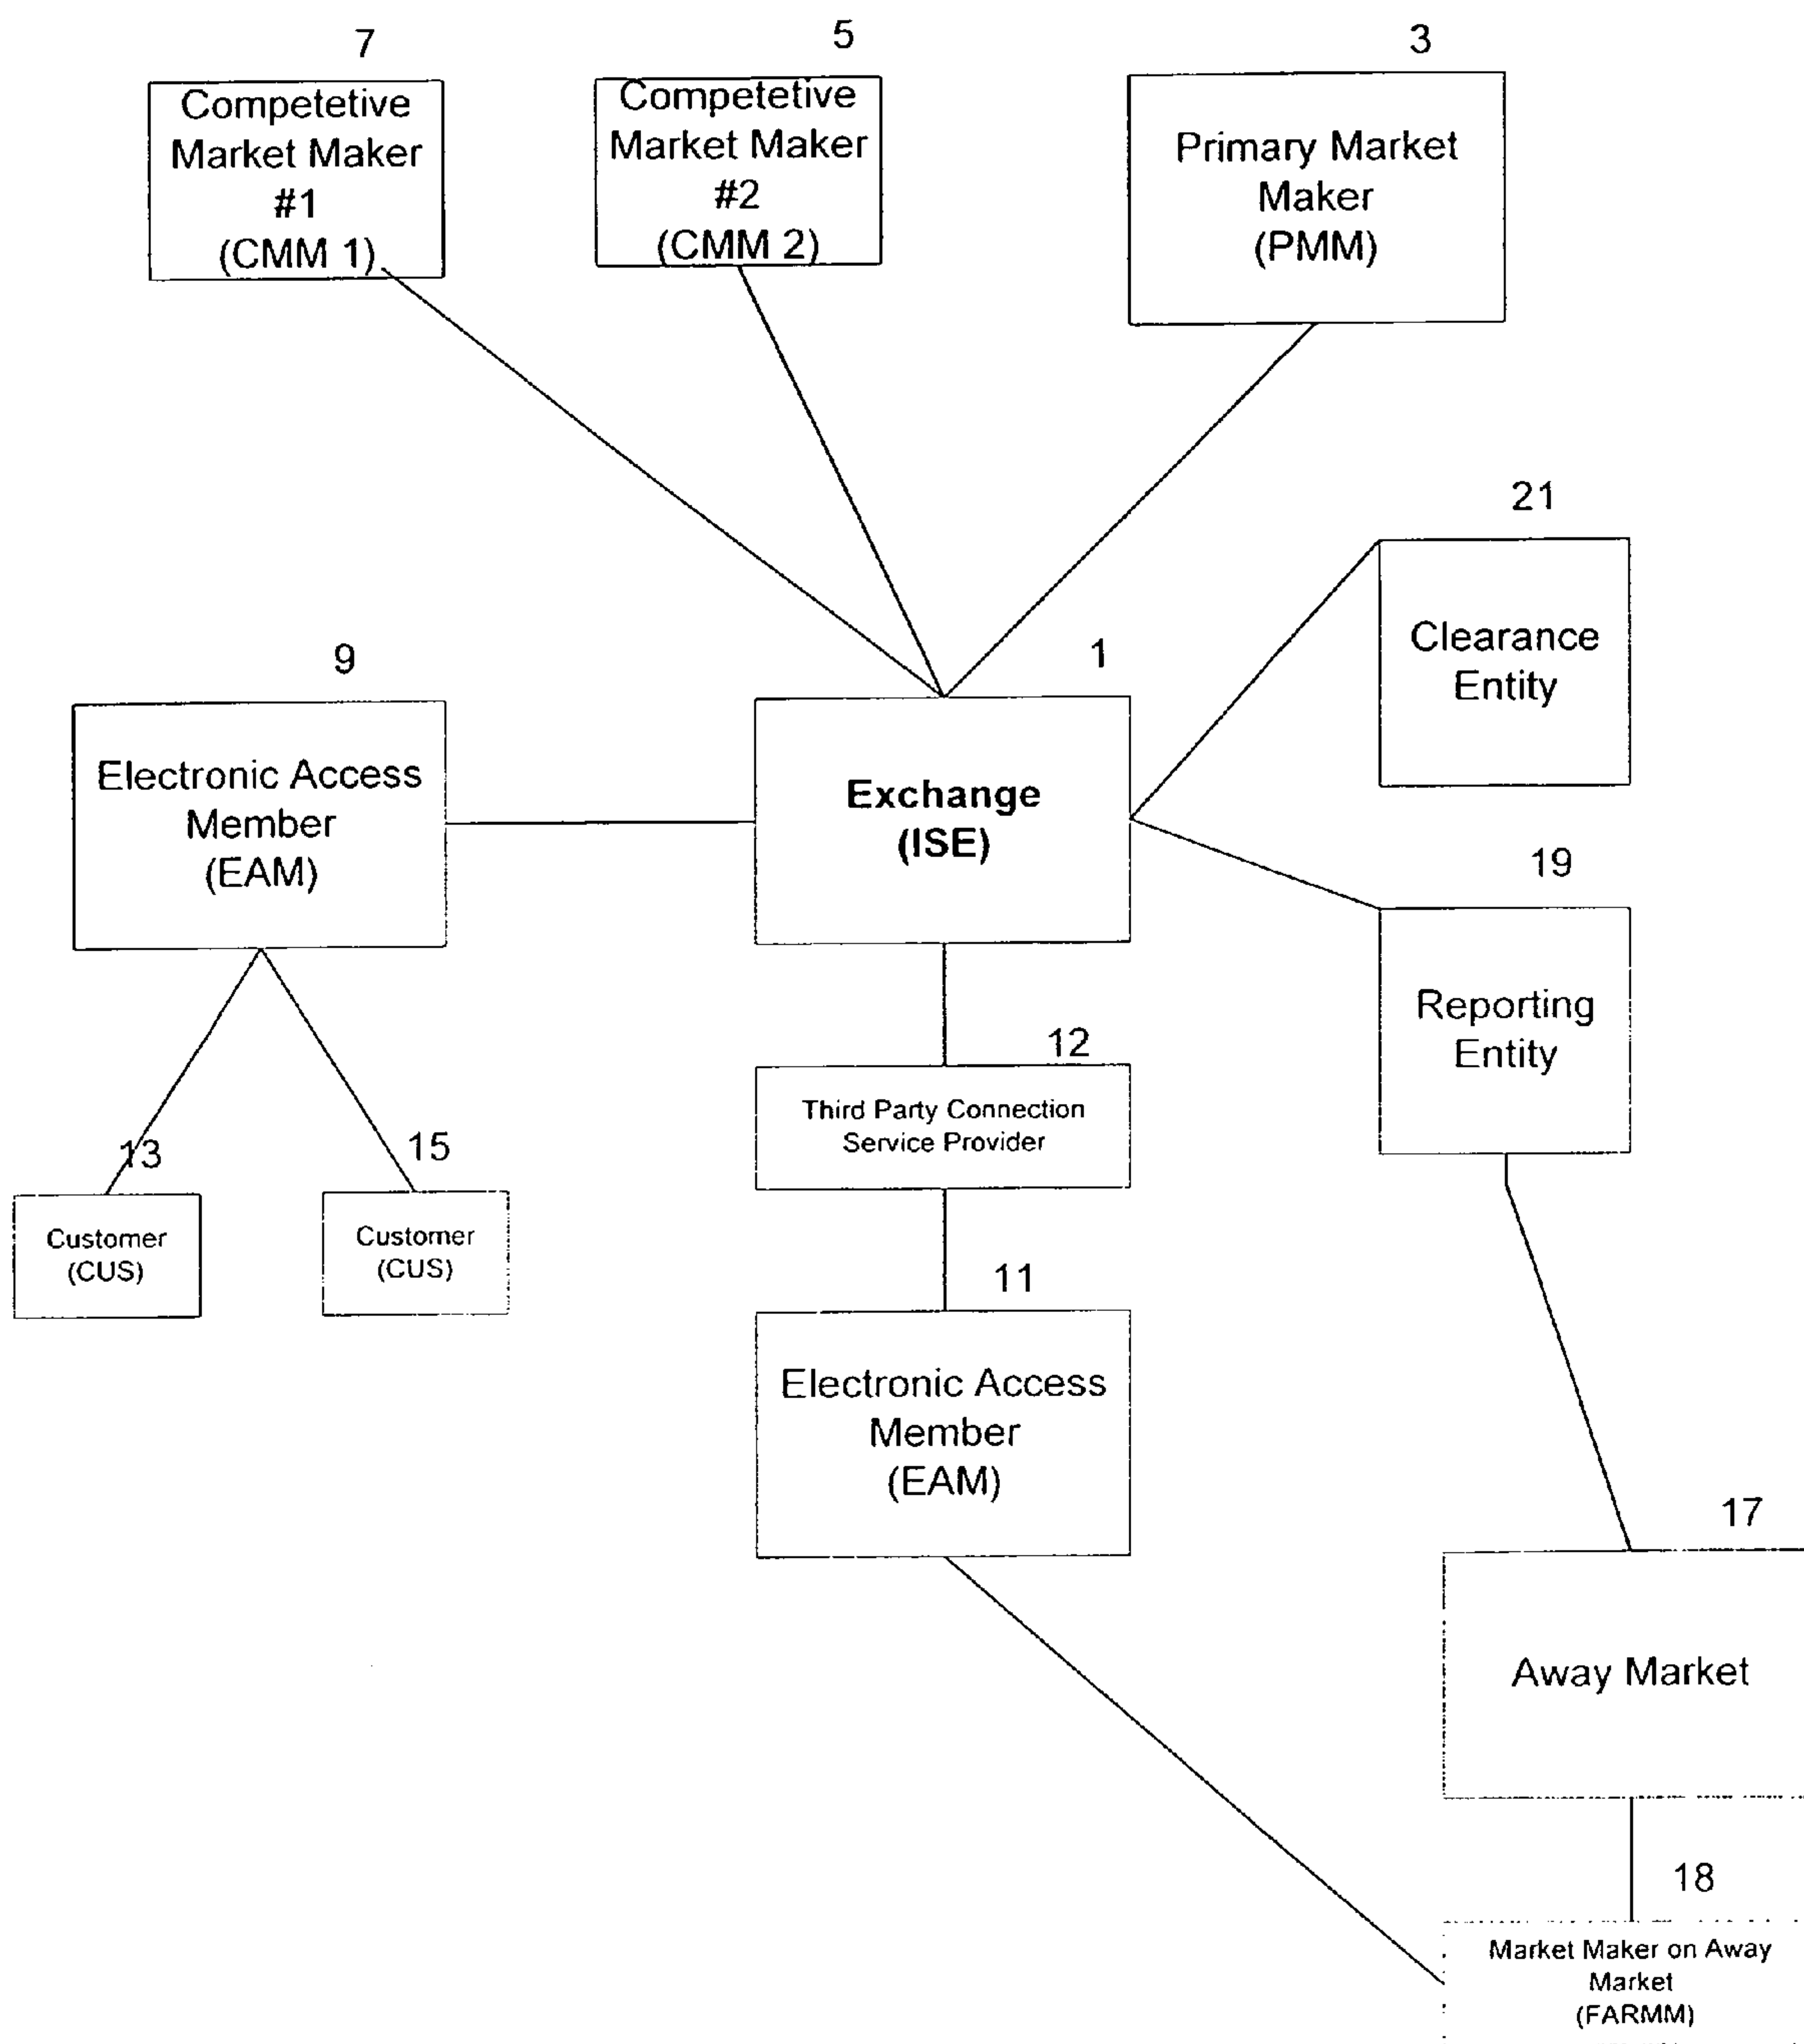 7
Competetive
Market Maker
#1
(CMM 1)
5
Competetive
Market Maker
#2
(CMM 2)
3
Primary Market
Maker
(PMM)
21
Clearance
Entity
9
Electronic Access
Member
(EAM)
1
Exchange
(ISE)
19
Reporting
Entity
12
Third Party Connection
Service Provider
13
Customer
(CUS)
15
Customer
(CUS)
11
Electronic Access
Member
(EAM)
17
Away Market
18
Market Maker on Away
Market
(FARMM)